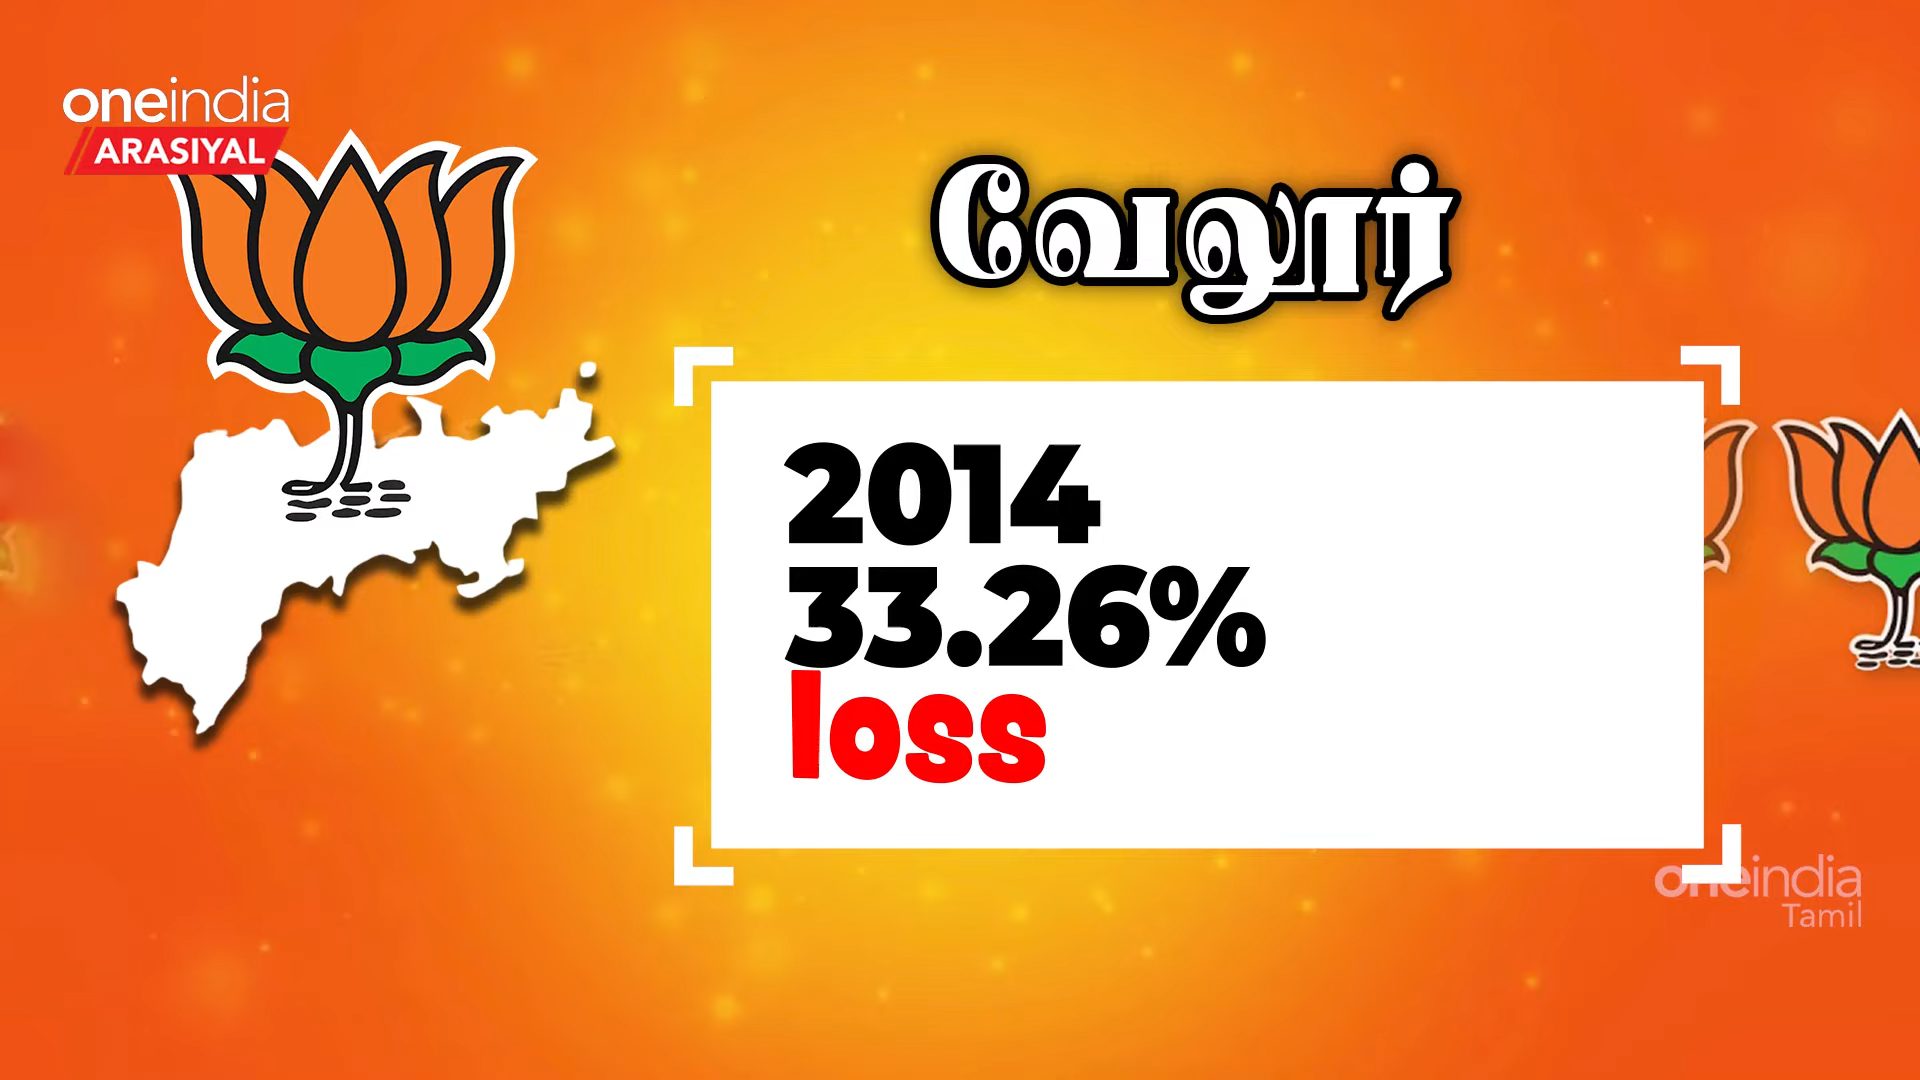 oneindia
ARASIYAL
வேலூர்
2014
33.26%
loss
oneindia
Tamil